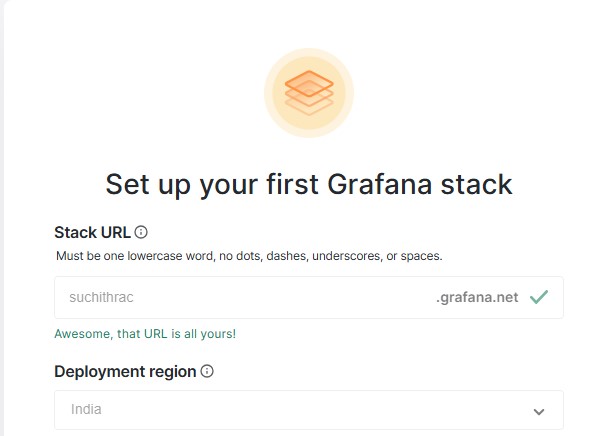 Set up your first Grafana stack
Stack URL
Must be one lowercase word, no dots, dashes, underscores, or spaces.
suchithrac .grafana.net
Awesome, that URL is all yours!
Deployment region
India